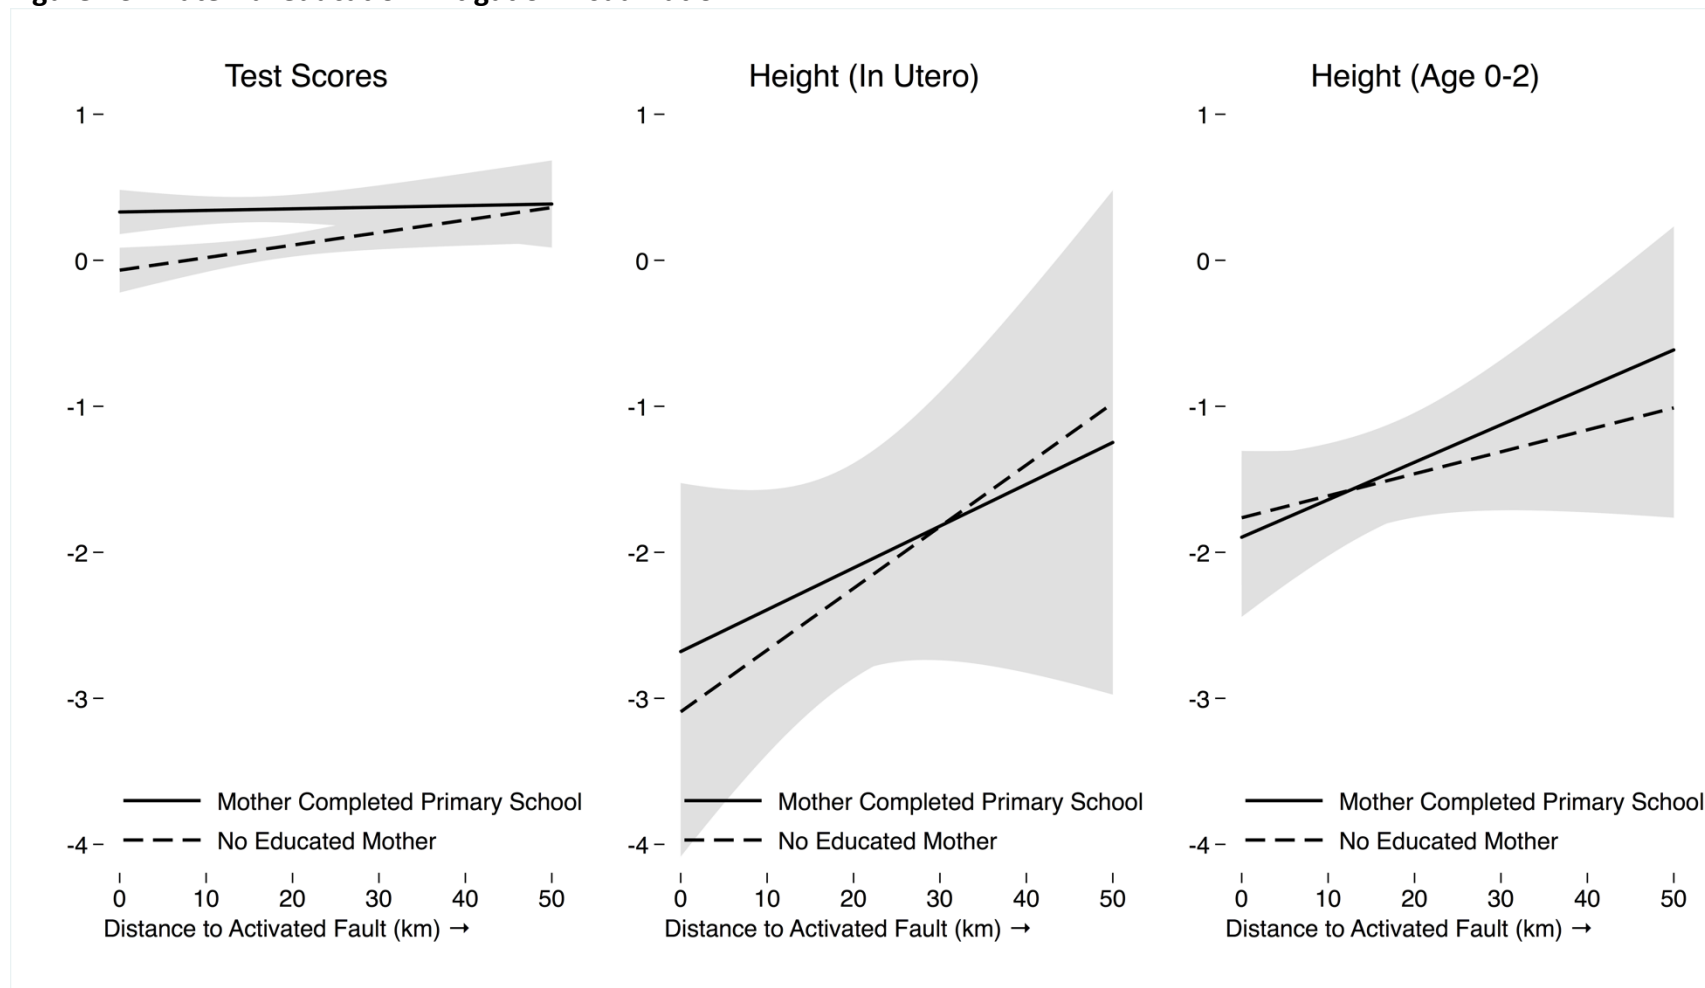 Test Scores
Height (In Utero)
Height (Age 0-2)
1
0
-1
-2
-3
-4
Mother Completed Primary School
No Educated Mother
0 10 20 30 40 50
Distance to Activated Fault (km) →
1
0
-1
-2
-3
-4
Mother Completed Primary School
No Educated Mother
0 10 20 30 40 50
Distance to Activated Fault (km) →
1
0
-1
-2
-3
-4
Mother Completed Primary School
No Educated Mother
0 10 20 30 40 50
Distance to Activated Fault (km) →